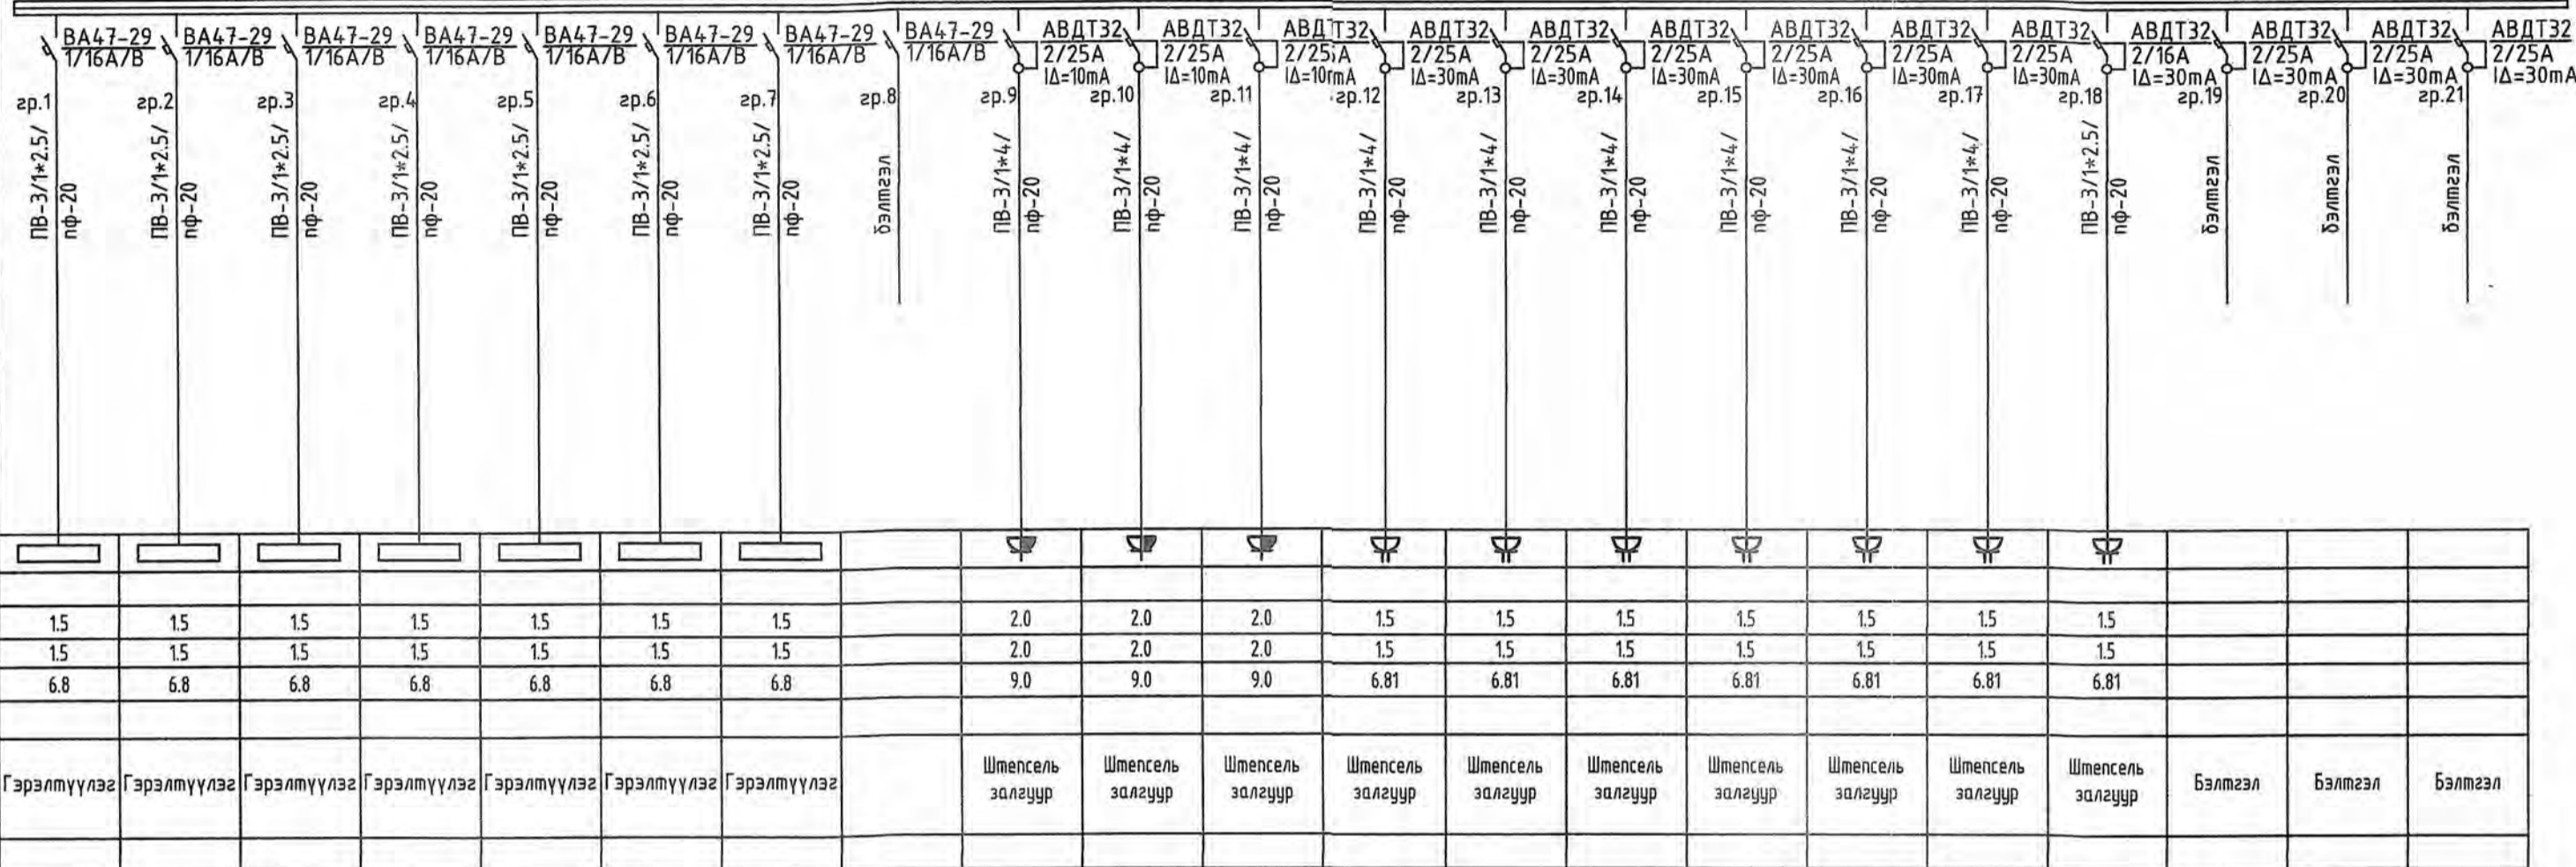 ВА47-29 ВА47-29 ВА47-29 ВА47-29 ВА47-29 ВА47-29 ВА47-29 ВА47-29 АВДТ32 АВДТ32 АВДТ32 АВДТ32 АВДТ32 АВДТ32 АВДТ32 АВДТ32 АВДТ32 АВДТ32 АВДТ32 АВДТ32 АВДТ32
1/16А/В 1/16А/В 1/16А/В 1/16А/В 1/16А/В 1/16А/В 1/16А/В 1/16А/В 2/25А 2/25А 2/25А 2/25А 2/25А 2/25А 2/25А 2/25А 2/25А 2/16А 2/25А 2/25А 2/25А
IΔ=10mA IΔ=10mA IΔ=10mA IΔ=30mA IΔ=30mA IΔ=30mA IΔ=30mA IΔ=30mA IΔ=30mA IΔ=30mA IΔ=30mA IΔ=30mA IΔ=30mA
гр.1 гр.2 гр.3 гр.4 гр.5 гр.6 гр.7 гр.8 гр.9 гр.10 гр.11 гр.12 гр.13 гр.14 гр.15 гр.16 гр.17 гр.18 гр.19 гр.20 гр.21
ПВ-3/1*2.5/
пф-20
ПВ-3/1*2.5/
пф-20
ПВ-3/1*2.5/
пф-20
ПВ-3/1*2.5/
пф-20
ПВ-3/1*2.5/
пф-20
ПВ-3/1*2.5/
пф-20
ПВ-3/1*2.5/
пф-20
бэлтгэл
ПВ-3/1*4/
пф-20
ПВ-3/1*4/
пф-20
ПВ-3/1*4/
пф-20
ПВ-3/1*4/
пф-20
ПВ-3/1*4/
пф-20
ПВ-3/1*4/
пф-20
ПВ-3/1*4/
пф-20
ПВ-3/1*4/
пф-20
ПВ-3/1*4/
пф-20
ПВ-3/1*2.5/
пф-20
бэлтгэл
бэлтгэл
бэлтгэл
1.5 1.5 1.5 1.5 1.5 1.5 1.5 2.0 2.0 2.0 1.5 1.5 1.5 1.5 1.5 1.5 1.5
1.5 1.5 1.5 1.5 1.5 1.5 1.5 2.0 2.0 2.0 1.5 1.5 1.5 1.5 1.5 1.5 1.5
6.8 6.8 6.8 6.8 6.8 6.8 6.8 9.0 9.0 9.0 6.81 6.81 6.81 6.81 6.81 6.81 6.81
Гэрэлтүүлэг Гэрэлтүүлэг Гэрэлтүүлэг Гэрэлтүүлэг Гэрэлтүүлэг Гэрэлтүүлэг Гэрэлтүүлэг
Штепсель Штепсель Штепсель Штепсель Штепсель Штепсель Штепсель Штепсель Штепсель Штепсель
залгуур залгуур залгуур залгуур залгуур залгуур залгуур залгуур залгуур залгуур
Бэлтгэл Бэлтгэл Бэлтгэл